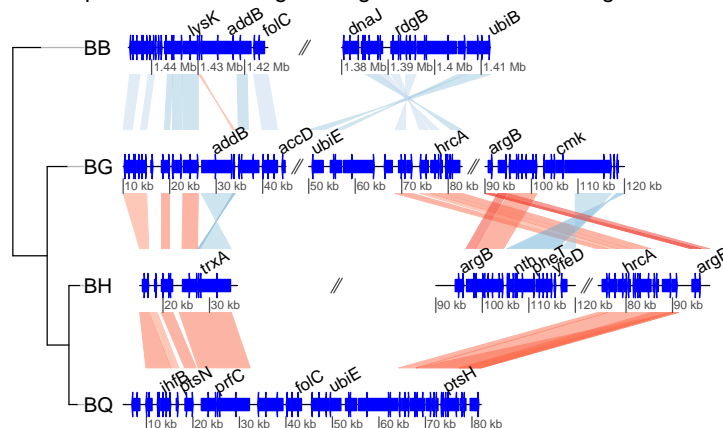 BB lysK addB folC // dnaJ rdgB ubiB
1.44 Mb 1.43 Mb 1.42 Mb 1.38 Mb 1.39 Mb 1.4 Mb 1.41 Mb
BG addB accD // ubiE hrcA // argB cmk
10 kb 20 kb 30 kb 40 kb 50 kb 60 kb 70 kb 80 kb 90 kb 100 kb 110 kb 120 kb
BH trxA // argB nth pheT yfeD // hrcA argB
20 kb 30 kb 90 kb 100 kb 110 kb 120 kb 80 kb 90 kb
BQ ihfB ptsN prfC folC ubiE ptsH
10 kb 20 kb 30 kb 40 kb 50 kb 60 kb 70 kb 80 kb